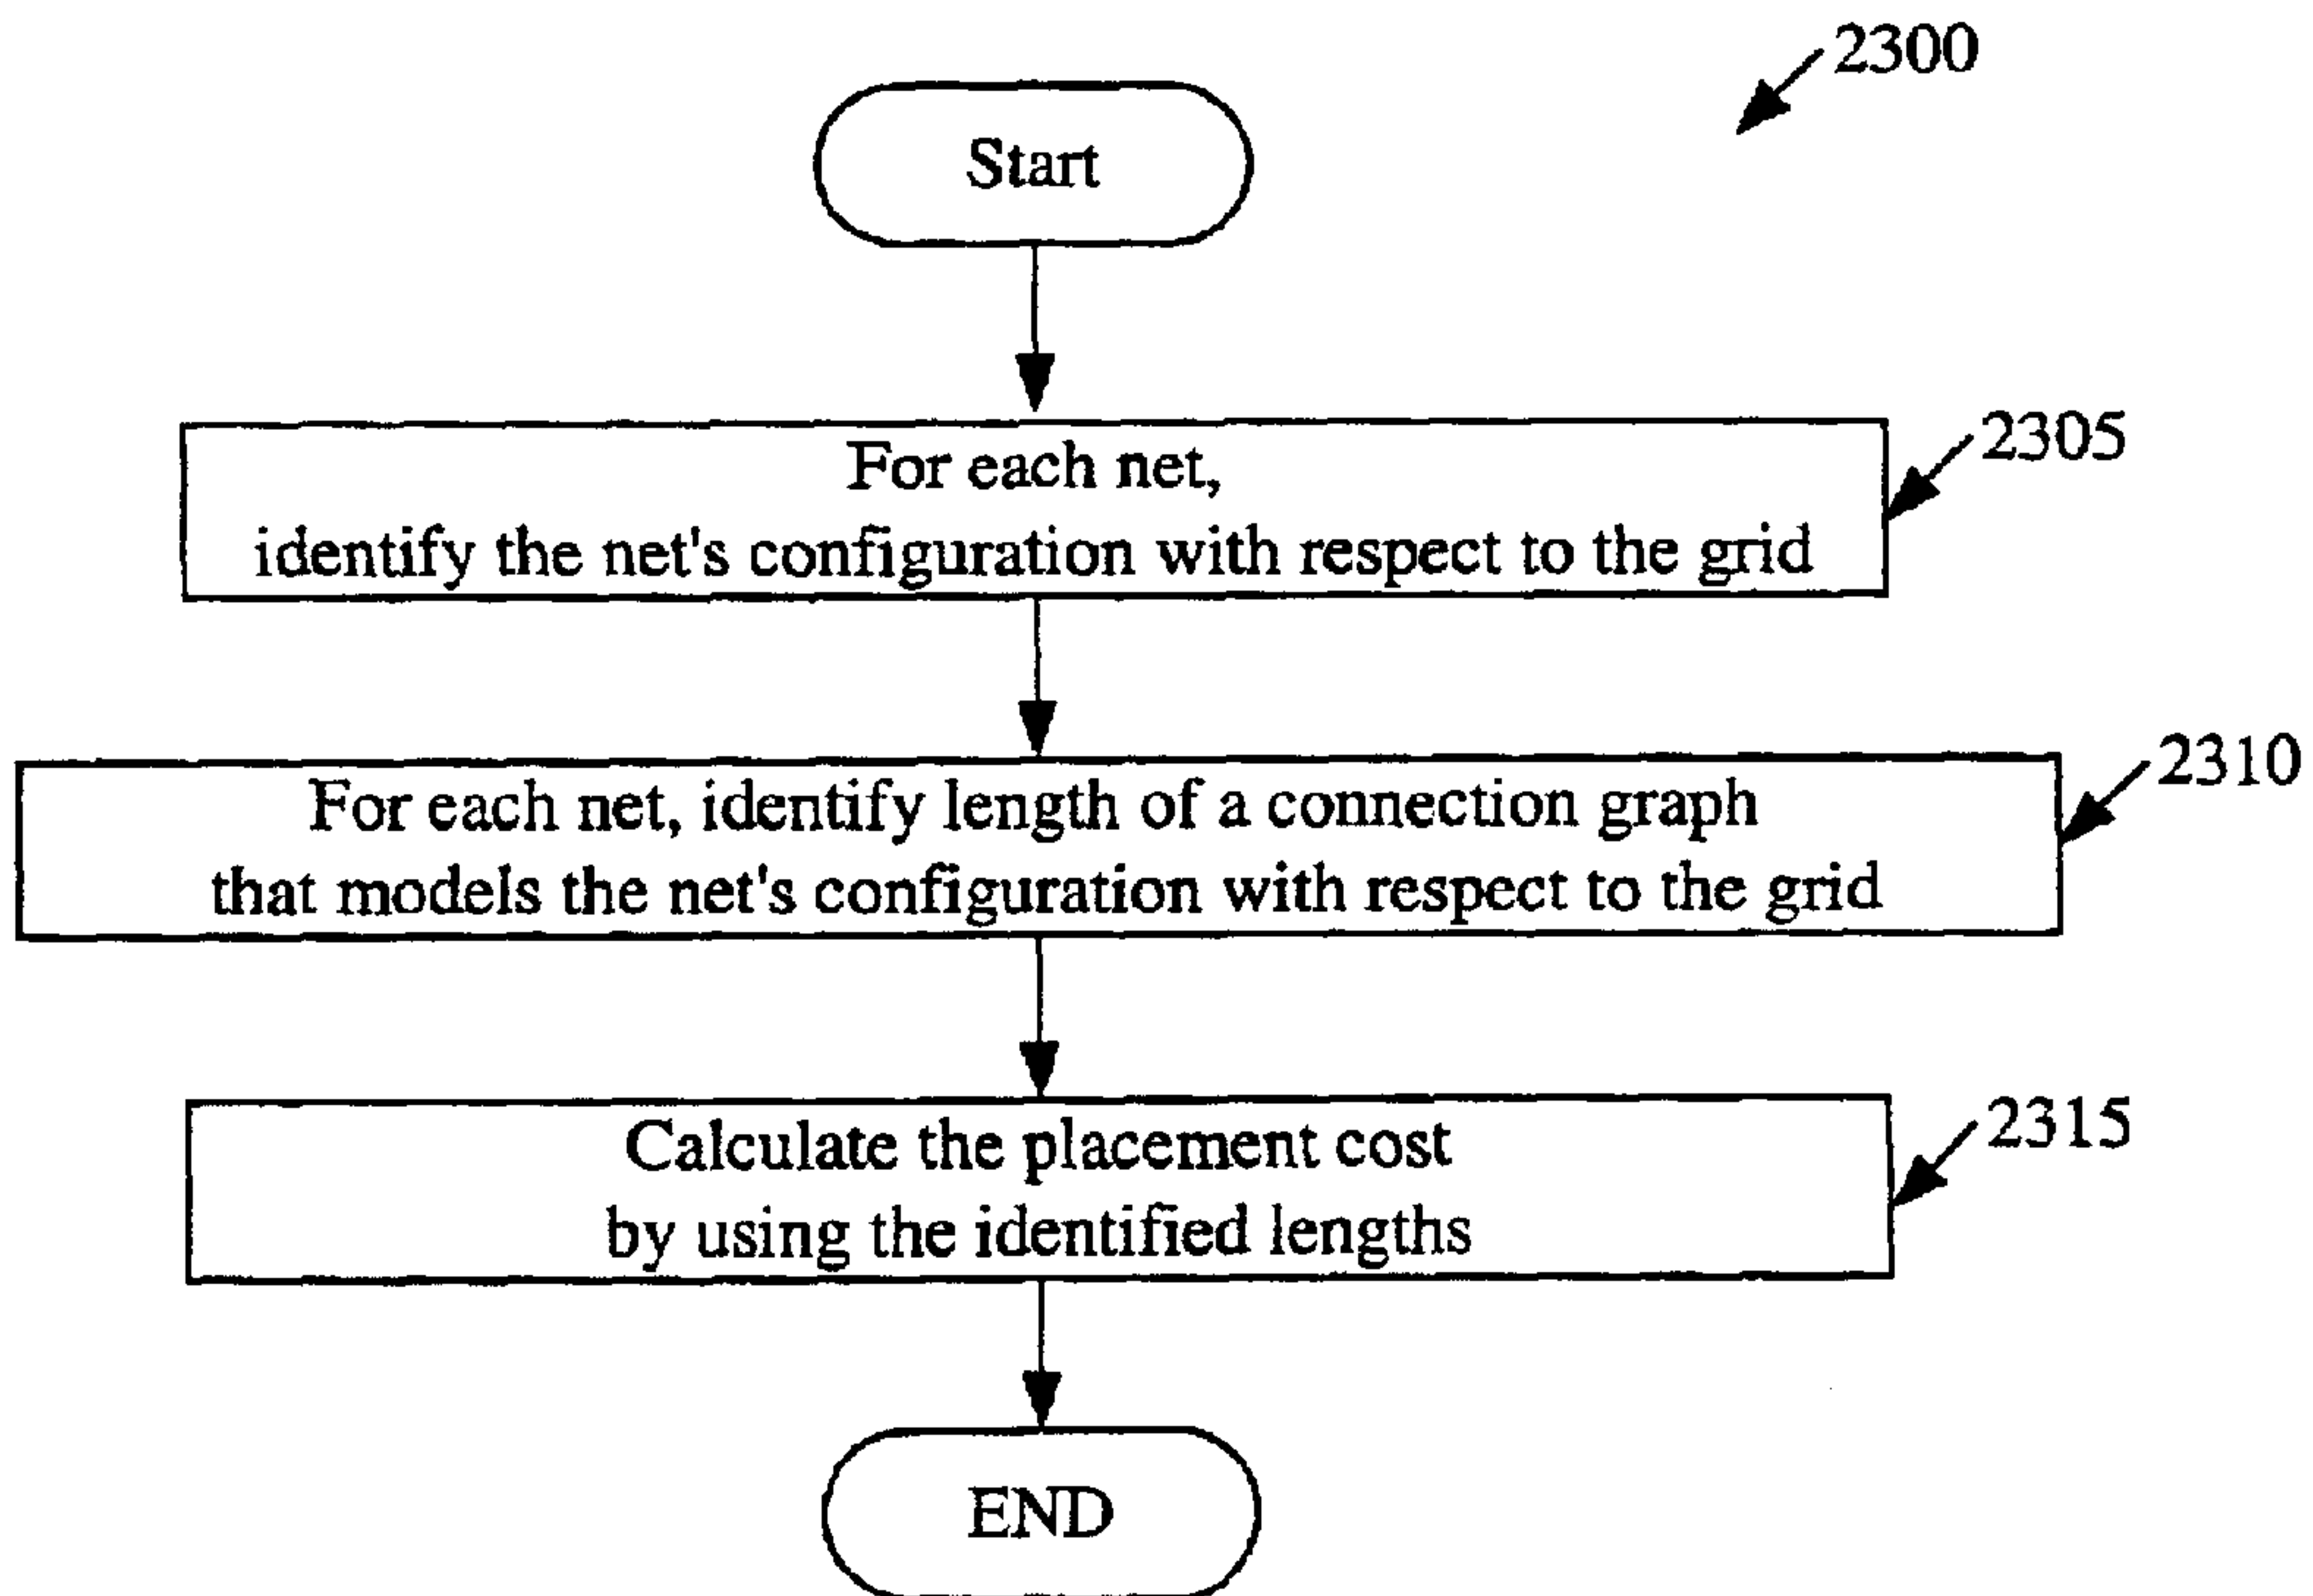 2300
Start
For each net,
identify the net's configuration with respect to the grid
2305
For each net, identify length of a connection graph
that models the net's configuration with respect to the grid
2310
Calculate the placement cost
by using the identified lengths
2315
END